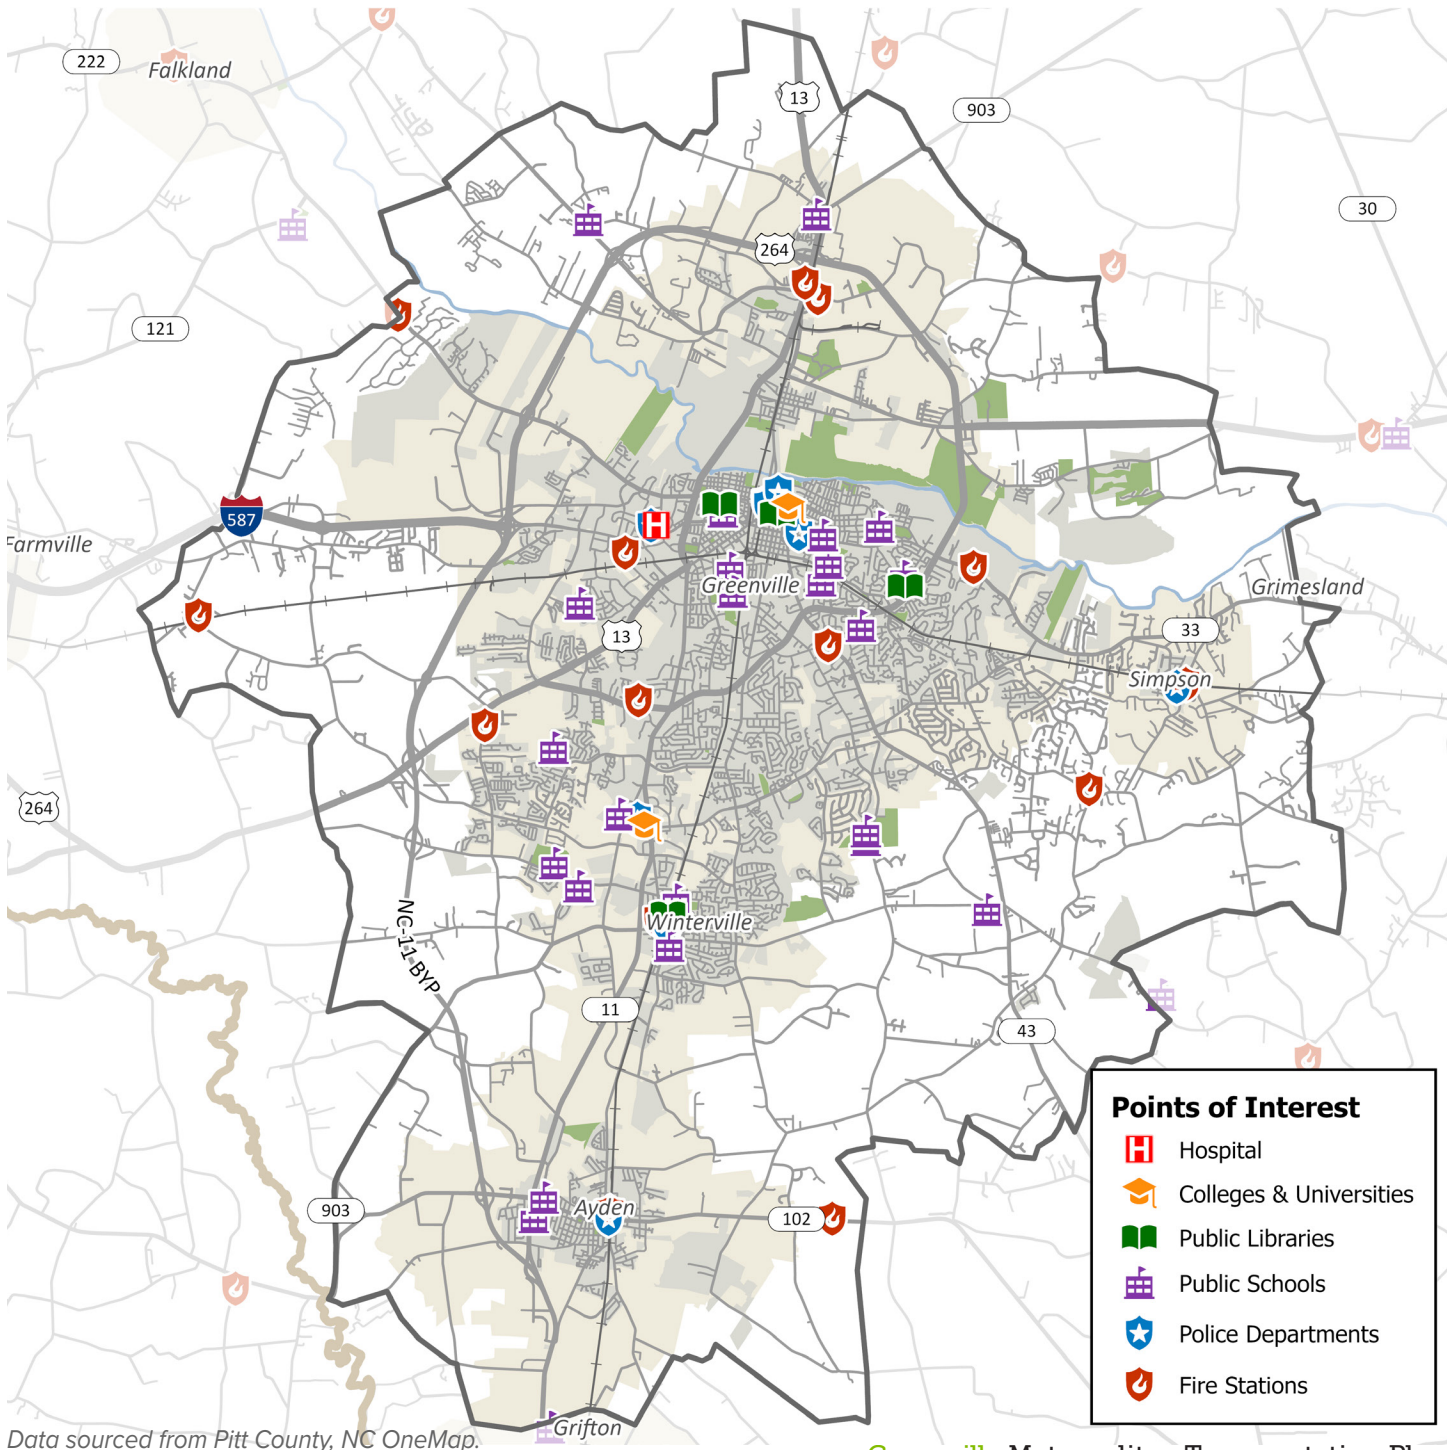 222
Falkland
13
903
30
264
121
587
Farmville
Greenville
Grimesland
13
33
Simpson
264
NC-11-BYP
Winterville
11
43
903
Ayden
102
Grifton
Points of Interest
H Hospital
Colleges & Universities
Public Libraries
Public Schools
Police Departments
Fire Stations
H
Data sourced from Pitt County, NC OneMap.